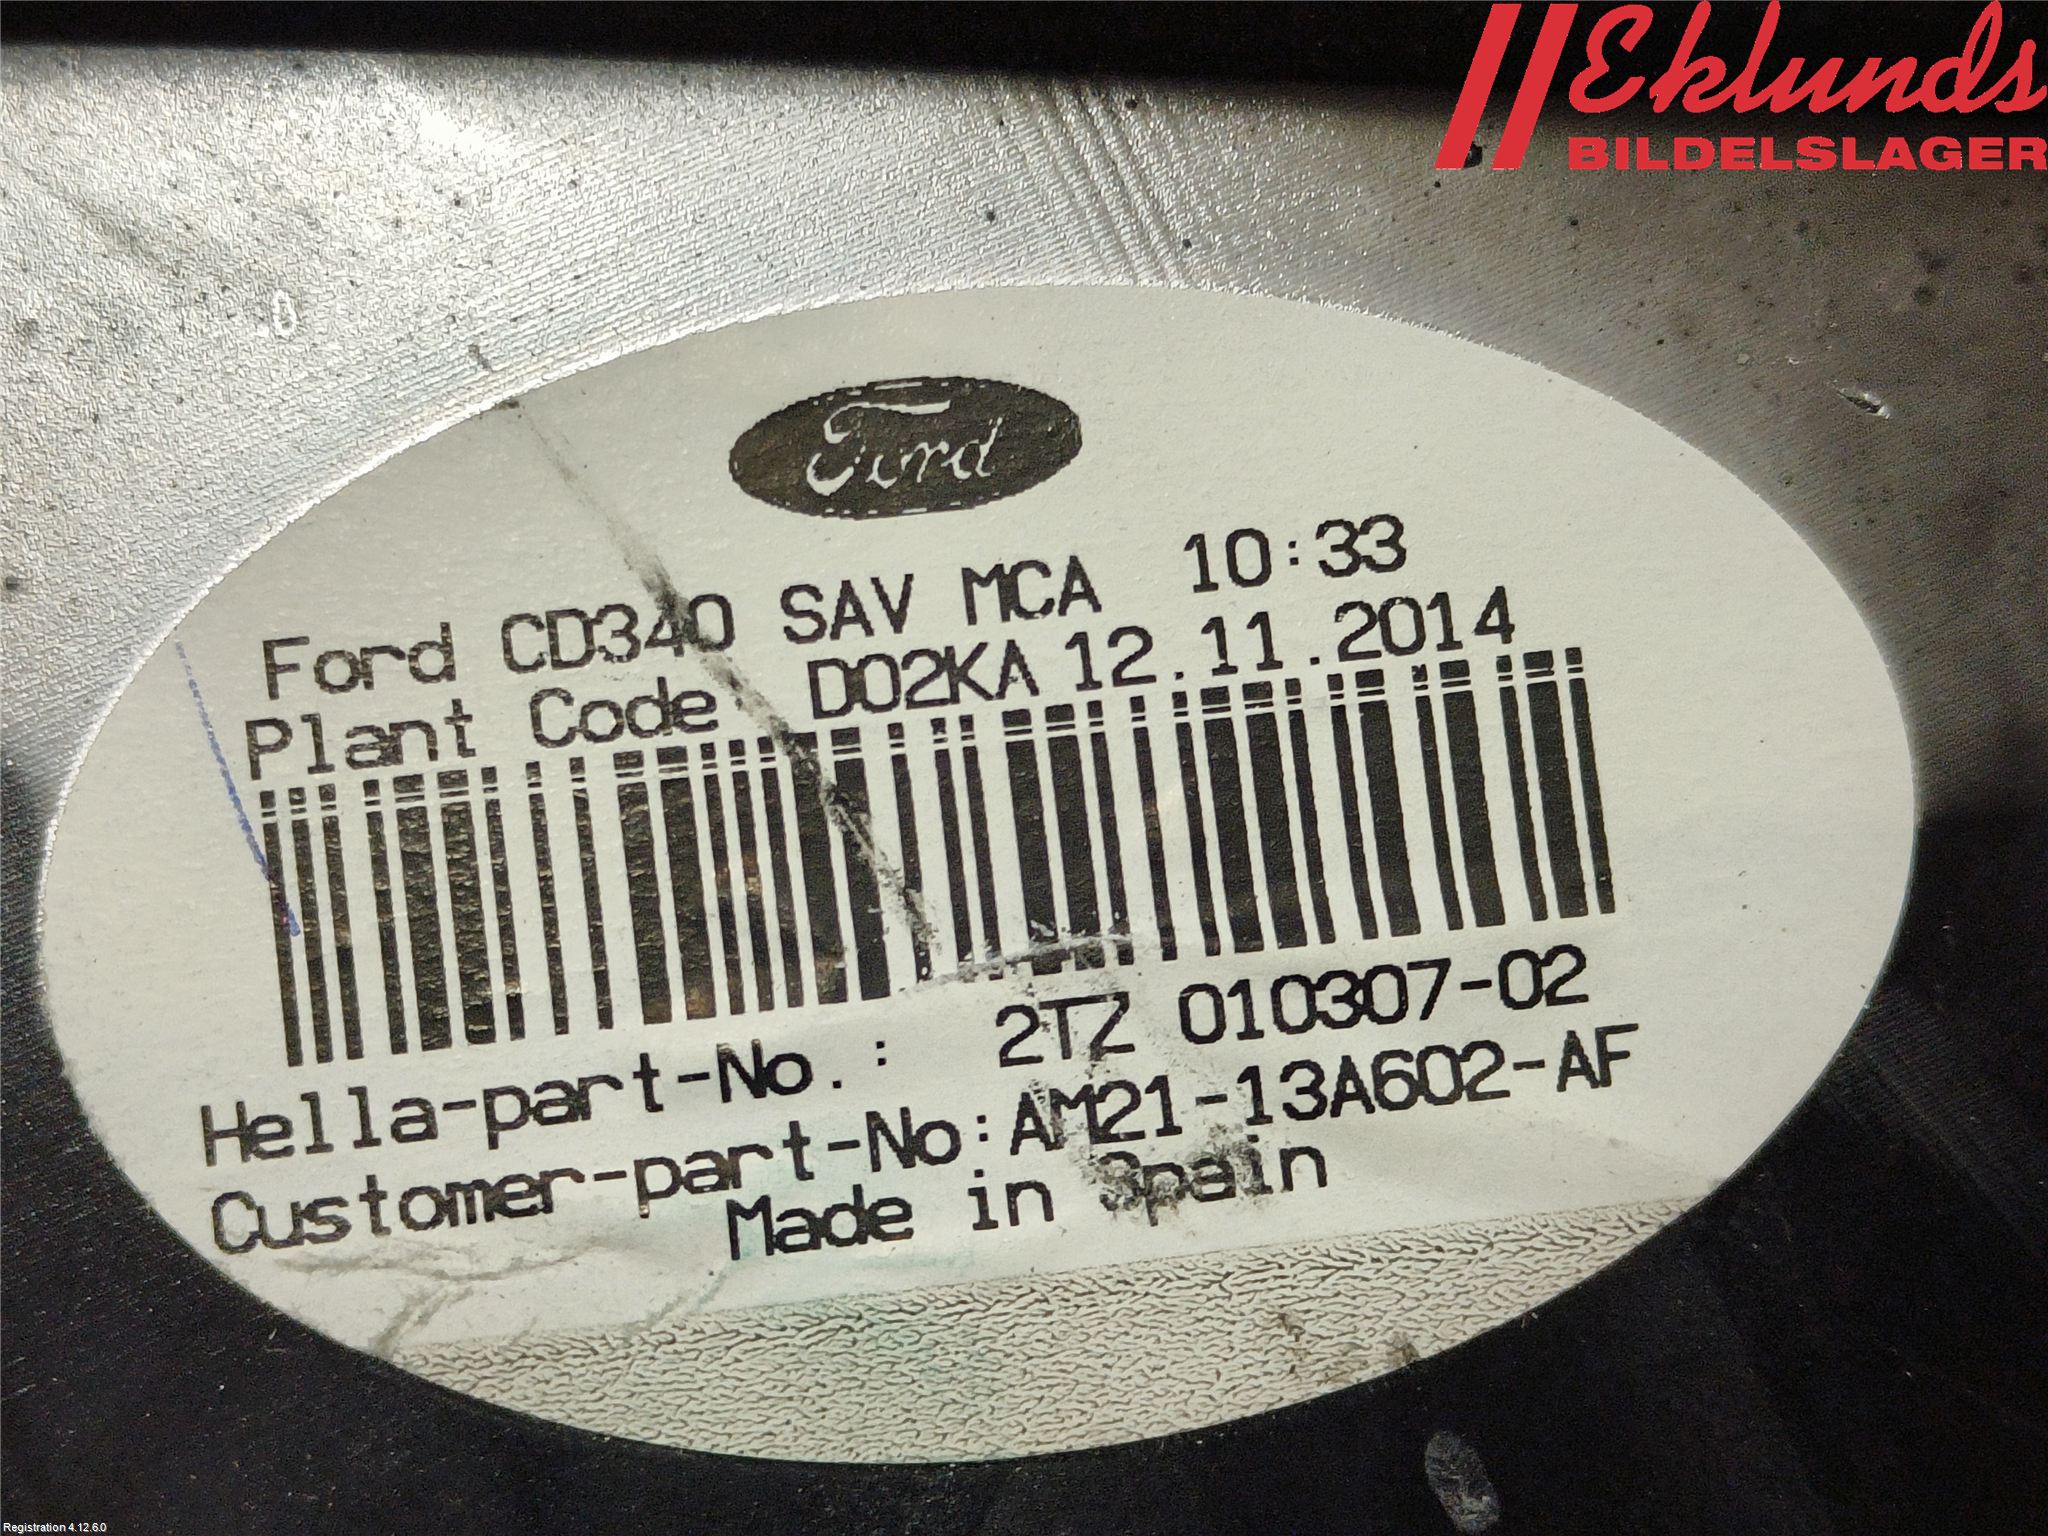 Eklunds
BILDELSLAGER
Ford
Ford CD340 SAV MCA 10:33
Plant Code: D02KA 12.11.2014
Hella-part-No.: 2TZ 010307-02
Customer-part-No:AM21-13A602-AF
Made in Spain
Registration 4.12.6.0